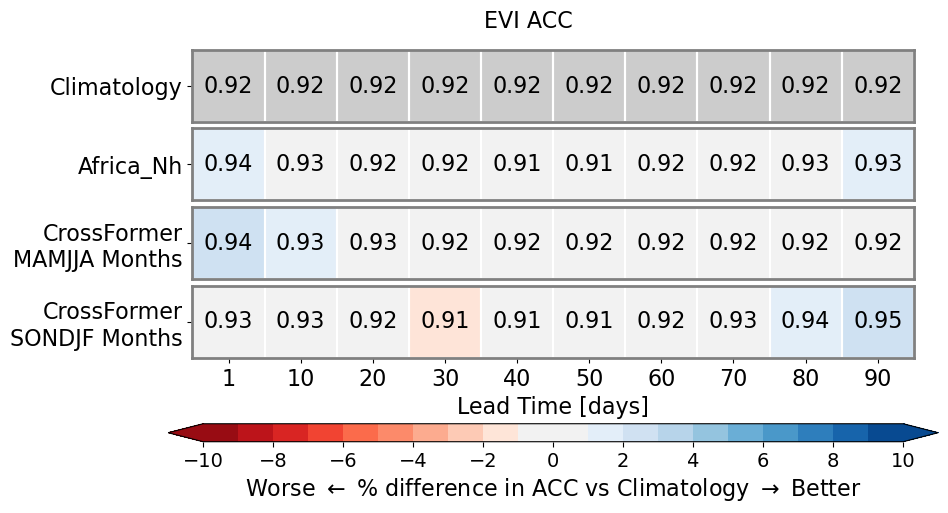 EVI ACC
Climatology 0.92 0.92 0.92 0.92 0.92 0.92 0.92 0.92 0.92 0.92
Africa_Nh 0.94 0.93 0.92 0.92 0.91 0.91 0.92 0.92 0.93 0.93
CrossFormer
MAMJJA Months 0.94 0.93 0.93 0.92 0.92 0.92 0.92 0.92 0.92 0.92
CrossFormer
SONDJF Months 0.93 0.93 0.92 0.91 0.91 0.91 0.92 0.93 0.94 0.95
1 10 20 30 40 50 60 70 80 90
Lead Time [days]
−10 −8 −6 −4 −2 0 2 4 6 8 10
Worse ← % difference in ACC vs Climatology → Better